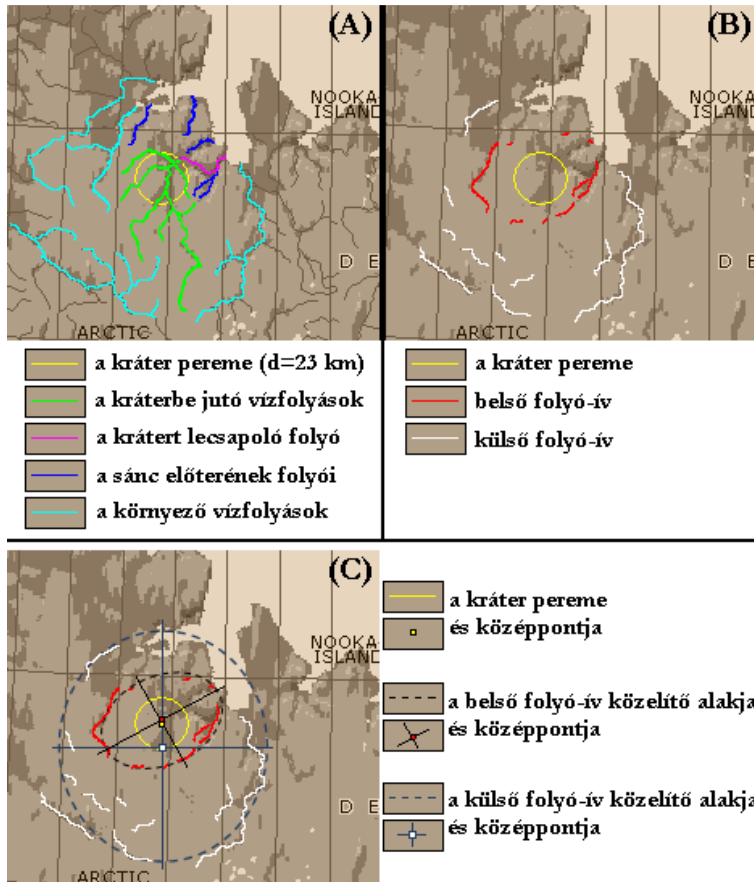 (A)
NOOKA
ISLAND
D E
ARCTIC
(B)
NOOKA-
ISLAND
D E
ARCTIC
a kráter pereme (d=23 km)
a kráterbe jutó vízfolyások
a krátert lecsapoló folyó
a sánc előterének folyói
a környező vízfolyások
a kráter pereme
belső folyó-ív
külső folyó-ív
(C)
NOOKA
ISLAND
D E
ARCTIC
a kráter pereme
és középpontja
a belső folyó-ív közelítő alakja
és középpontja
a külső folyó-ív közelítő alakja
és középpontja